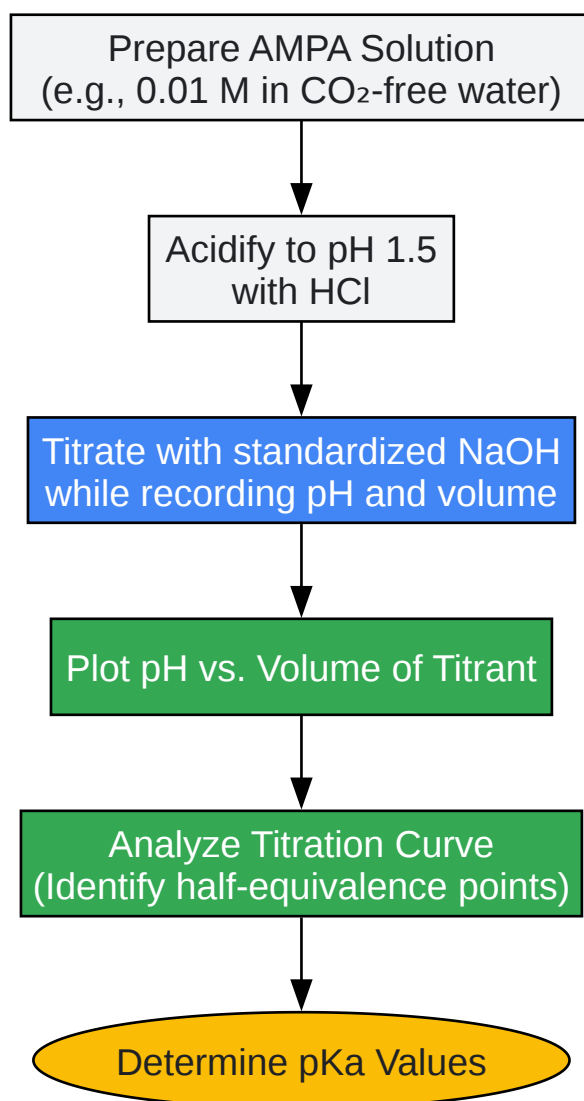 Prepare AMPA Solution
(e.g., 0.01 M in CO₂-free water)
Acidify to pH 1.5
with HCl
Titrate with standardized NaOH
while recording pH and volume
Plot pH vs. Volume of Titrant
Analyze Titration Curve
(Identify half-equivalence points)
Determine pKa Values